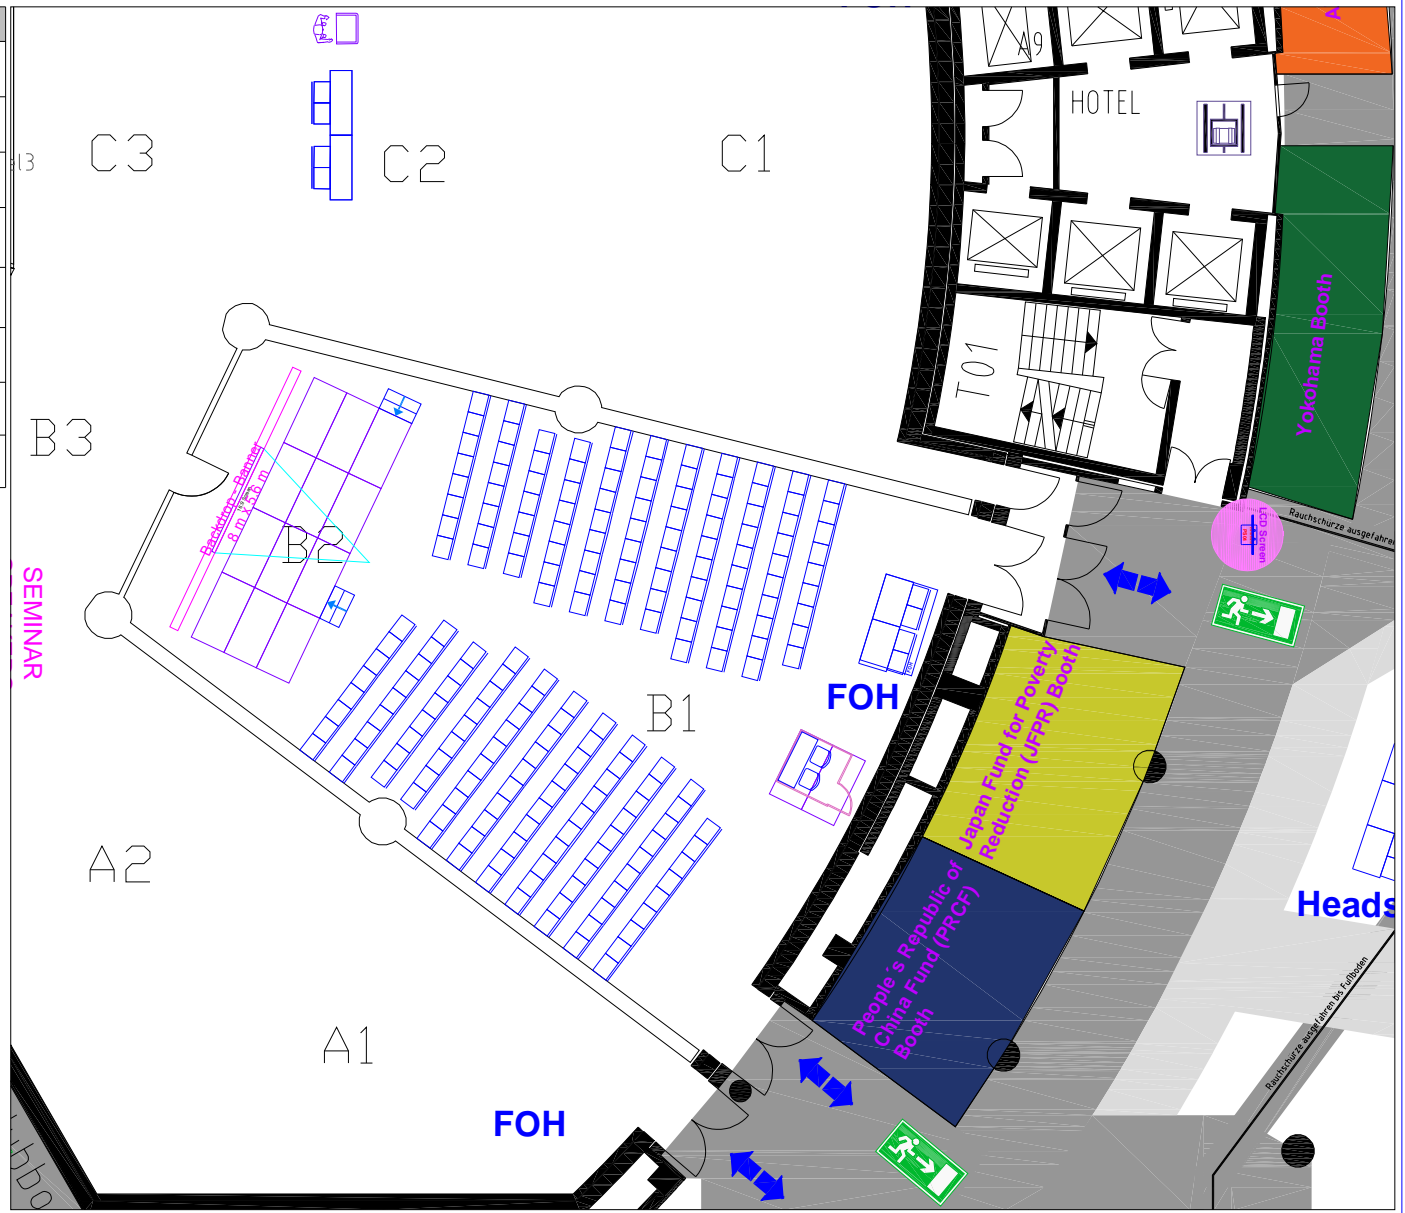 A9
HOTEL
C3
C2
C1
T01
Yokohama Booth
B3
Backdrop - Banner
8 m x 5.6 m
B2
LCD Screen
Rauchschürze ausgefahren
SEMINAR
B1
FOH
Japan Fund for Poverty
Reduction (JFPR) Booth
People´s Republic of
China Fund (PRCF)
Booth
A2
Heads
Rauchschürze ausgefahren bis Fußboden
A1
FOH